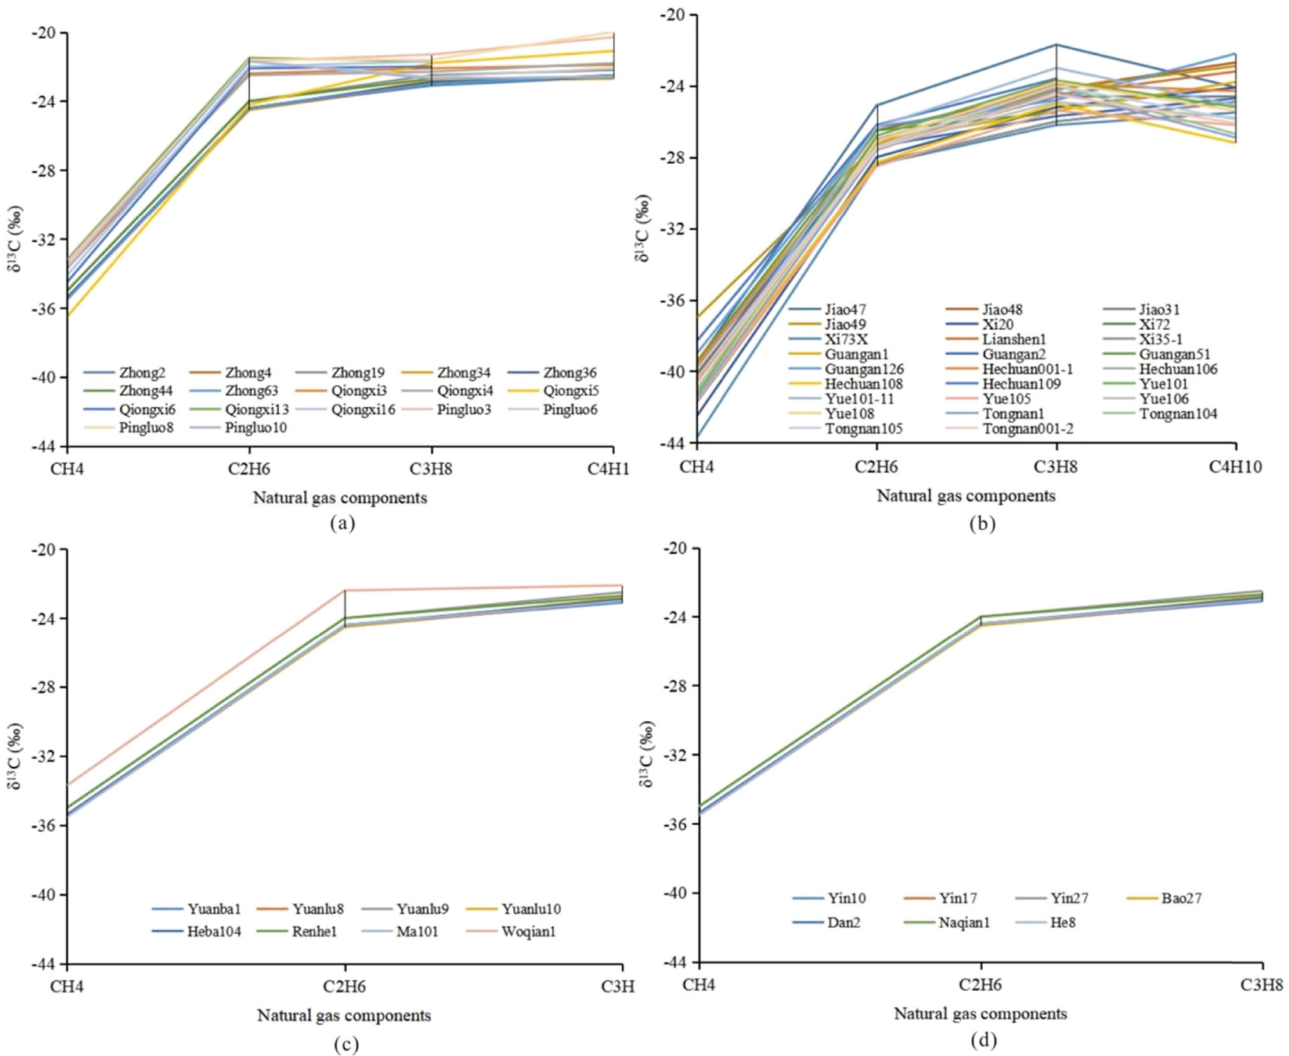 -20
-24
-28
-32
-36
-40
-44
δ¹³C (‰)
Zhong2 Zhong4 Zhong19 Zhong34 Zhong36
Zhong44 Zhong63 Qiongxi3 Qiongxi4 Qiongxi5
Qiongxi6 Qiongxi13 Qiongxi16 Pingluo3 Pingluo6
Pingluo8 Pingluo10
CH4 C2H6 C3H8 C4H1
Natural gas components
(a)
-20
-24
-28
-32
-36
-40
-44
δ¹³C (‰)
Jiao47 Jiao48 Jiao31
Jiao49 Xi20 Xi72
Xi73X Lianshen1 Xi35-1
Guangan1 Guangan2 Guangan51
Guangan126 Hechuan001-1 Hechuan106
Hechuan108 Hechuan109 Yue101
Yue101-11 Yue105 Yue106
Yue108 Tongnan1 Tongnan104
Tongnan105 Tongnan001-2
CH4 C2H6 C3H8 C4H10
Natural gas components
(b)
-20
-24
-28
-32
-36
-40
-44
δ¹³C (‰)
Yuanba1 Yuanlu8 Yuanlu9 Yuanlu10
Heba104 Renhe1 Ma101 Woqian1
CH4 C2H6 C3H
Natural gas components
(c)
-20
-24
-28
-32
-36
-40
-44
δ¹³C (‰)
Yin10 Yin17 Yin27 Bao27
Dan2 Naqian1 He8
CH4 C2H6 C3H8
Natural gas components
(d)